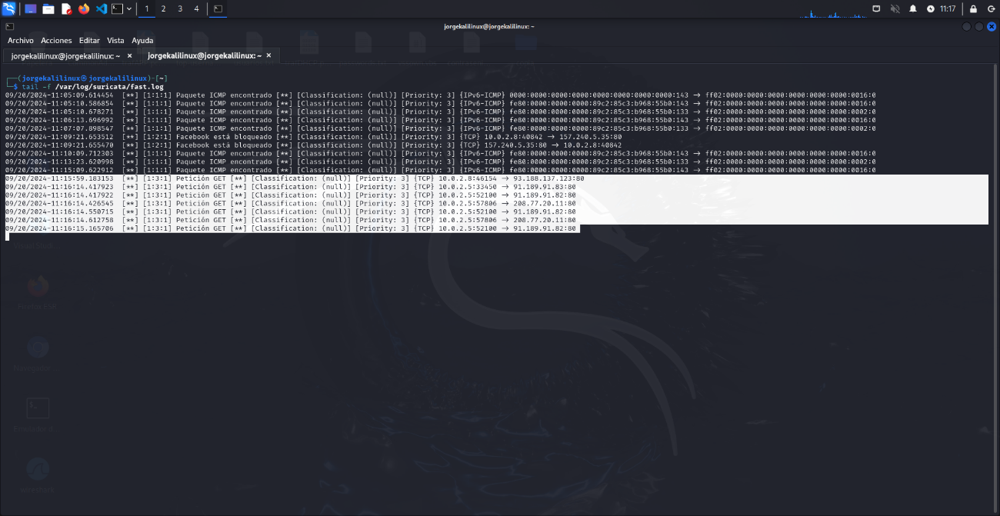 1 2 3 4
11:17
jorgekalilinux@jorgekalilinux: ~
Archivo Acciones Editar Vista Ayuda
jorgekalilinux@jorgekalilinux: ~ × jorgekalilinux@jorgekalilinux: ~ ×
┌──(jorgekalilinux㉿jorgekalilinux)-[~]
└─$ tail -f /var/log/suricata/fast.log
09/20/2024-11:05:09.614454 [**] [1:1:1] Paquete ICMP encontrado [**] [Classification: (null)] [Priority: 3] {IPv6-ICMP} 0000:0000:0000:0000:0000:0000:0000:0000:143 → ff02:0000:0000:0000:0000:0000:0000:0016:0
09/20/2024-11:05:10.586854 [**] [1:1:1] Paquete ICMP encontrado [**] [Classification: (null)] [Priority: 3] {IPv6-ICMP} fe80:0000:0000:0000:89c2:85c3:b968:55b0:143 → ff02:0000:0000:0000:0000:0000:0000:0016:0
09/20/2024-11:05:10.678271 [**] [1:1:1] Paquete ICMP encontrado [**] [Classification: (null)] [Priority: 3] {IPv6-ICMP} fe80:0000:0000:0000:89c2:85c3:b968:55b0:133 → ff02:0000:0000:0000:0000:0000:0000:0002:0
09/20/2024-11:06:13.696992 [**] [1:1:1] Paquete ICMP encontrado [**] [Classification: (null)] [Priority: 3] {IPv6-ICMP} fe80:0000:0000:0000:89c2:85c3:b968:55b0:143 → ff02:0000:0000:0000:0000:0000:0000:0016:0
09/20/2024-11:07:07.898547 [**] [1:1:1] Paquete ICMP encontrado [**] [Classification: (null)] [Priority: 3] {IPv6-ICMP} fe80:0000:0000:0000:89c2:85c3:b968:55b0:133 → ff02:0000:0000:0000:0000:0000:0000:0002:0
09/20/2024-11:09:21.653512 [**] [1:2:1] Facebook está bloqueado [**] [Classification: (null)] [Priority: 3] {TCP} 10.0.2.8:40842 → 157.240.5.35:80
09/20/2024-11:09:21.655470 [**] [1:2:1] Facebook está bloqueado [**] [Classification: (null)] [Priority: 3] {TCP} 157.240.5.35:80 → 10.0.2.8:40842
09/20/2024-11:10:09.712303 [**] [1:1:1] Paquete ICMP encontrado [**] [Classification: (null)] [Priority: 3] {IPv6-ICMP} fe80:0000:0000:0000:89c2:85c3:b968:55b0:143 → ff02:0000:0000:0000:0000:0000:0000:0016:0
09/20/2024-11:13:23.620998 [**] [1:1:1] Paquete ICMP encontrado [**] [Classification: (null)] [Priority: 3] {IPv6-ICMP} fe80:0000:0000:0000:89c2:85c3:b968:55b0:133 → ff02:0000:0000:0000:0000:0000:0000:0002:0
09/20/2024-11:15:09.622912 [**] [1:1:1] Paquete ICMP encontrado [**] [Classification: (null)] [Priority: 3] {IPv6-ICMP} fe80:0000:0000:0000:89c2:85c3:b968:55b0:143 → ff02:0000:0000:0000:0000:0000:0000:0016:0
09/20/2024-11:15:59.183153 [**] [1:3:1] Petición GET [**] [Classification: (null)] [Priority: 3] {TCP} 10.0.2.8:46154 → 93.188.137.123:80
09/20/2024-11:16:14.417923 [**] [1:3:1] Petición GET [**] [Classification: (null)] [Priority: 3] {TCP} 10.0.2.5:33450 → 91.189.91.83:80
09/20/2024-11:16:14.417922 [**] [1:3:1] Petición GET [**] [Classification: (null)] [Priority: 3] {TCP} 10.0.2.5:52100 → 91.189.91.82:80
09/20/2024-11:16:14.426545 [**] [1:3:1] Petición GET [**] [Classification: (null)] [Priority: 3] {TCP} 10.0.2.5:57806 → 208.77.20.11:80
09/20/2024-11:16:14.550715 [**] [1:3:1] Petición GET [**] [Classification: (null)] [Priority: 3] {TCP} 10.0.2.5:52100 → 91.189.91.82:80
09/20/2024-11:16:14.612758 [**] [1:3:1] Petición GET [**] [Classification: (null)] [Priority: 3] {TCP} 10.0.2.5:57806 → 208.77.20.11:80
09/20/2024-11:16:15.165706 [**] [1:3:1] Petición GET [**] [Classification: (null)] [Priority: 3] {TCP} 10.0.2.5:52100 → 91.189.91.82:80